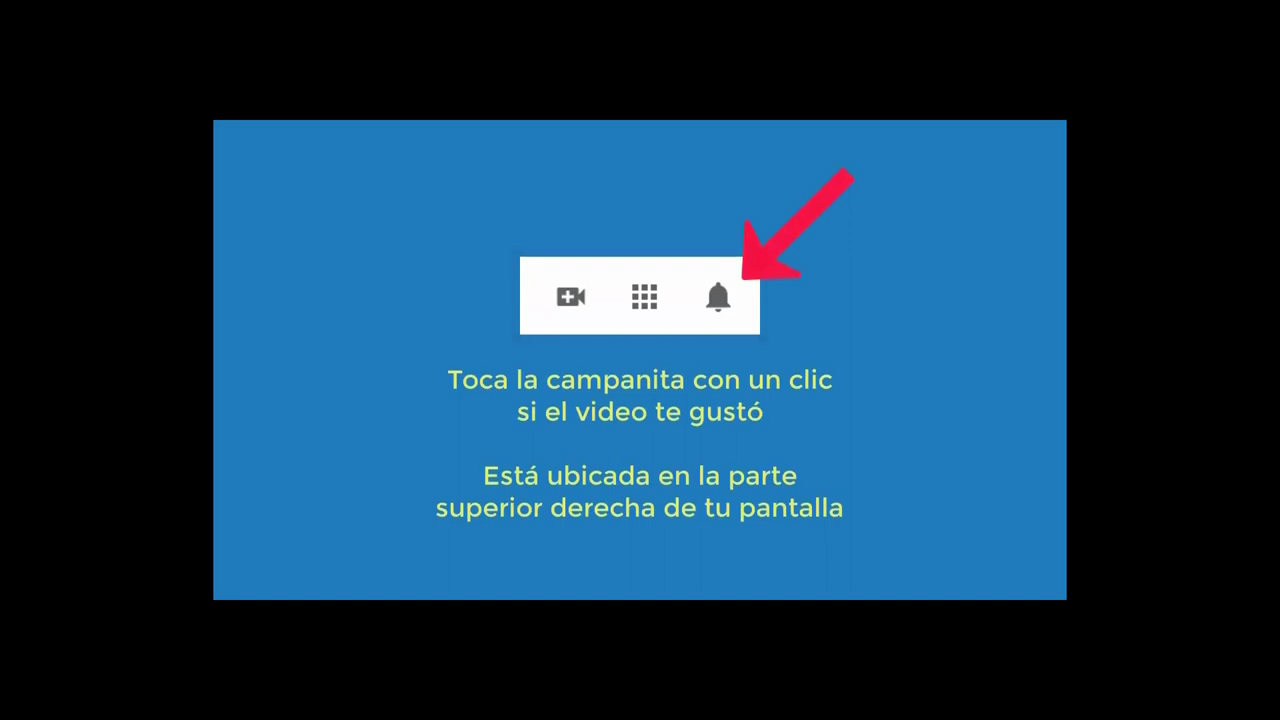 Toca la campanita con un clic
si el video te gustó
Está ubicada en la parte
superior derecha de tu pantalla